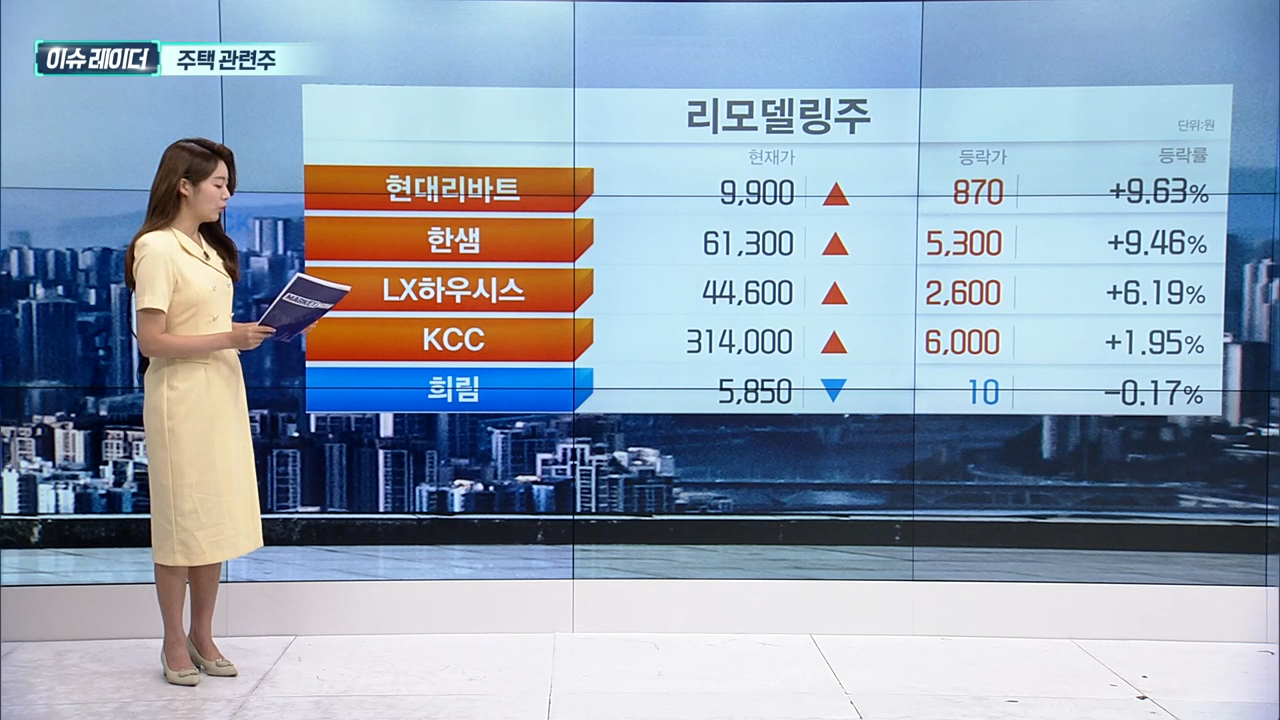 이슈 레이더 주택 관련주
리모델링주
단위:원
현재가 등락가 등락률
현대리바트 9,900 ▲ 870 +9.63%
한샘 61,300 ▲ 5,300 +9.46%
LX하우시스 44,600 ▲ 2,600 +6.19%
KCC 314,000 ▲ 6,000 +1.95%
희림 5,850 ▼ 10 -0.17%